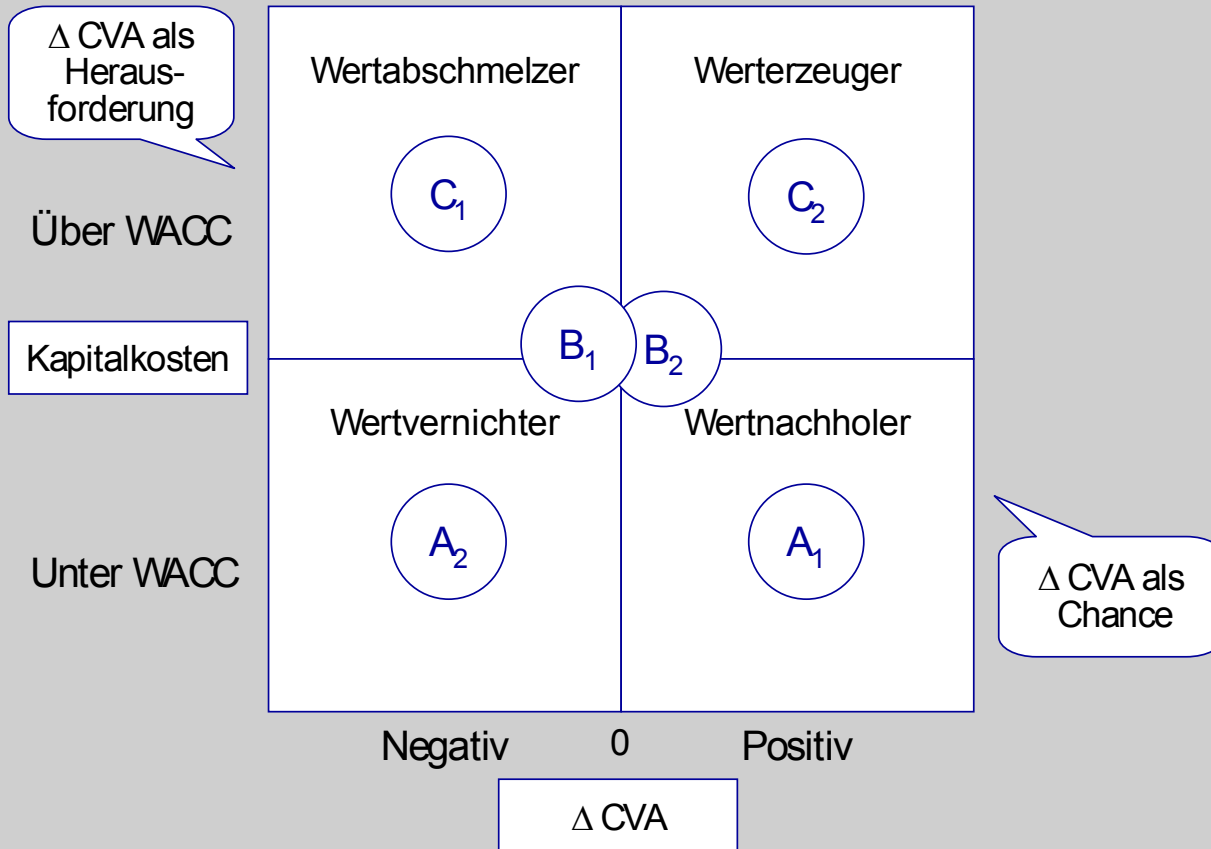 Δ CVA als
Heraus-
forderung
Wertabschmelzer
Werterzeuger
C₁
C₂
Über WACC
Kapitalkosten
B₁
B₂
Wertvernichter
Wertnachholer
A₂
A₁
Unter WACC
Δ CVA als
Chance
Negativ
0
Positiv
Δ CVA